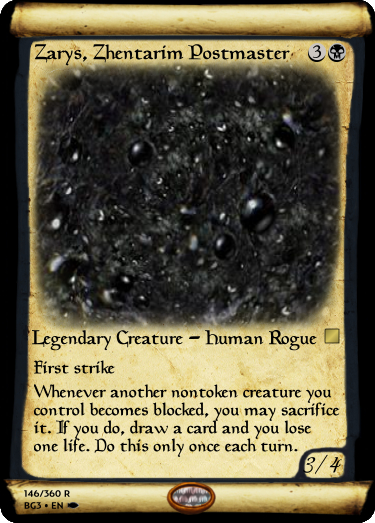 Zarys, Zhentarim Postmaster 3
Legendary Creature – Human Rogue
First strike
Whenever another nontoken creature you
control becomes blocked, you may sacrifice
it. If you do, draw a card and you lose
one life. Do this only once each turn.
3/4
146/360 R
BG3 • EN